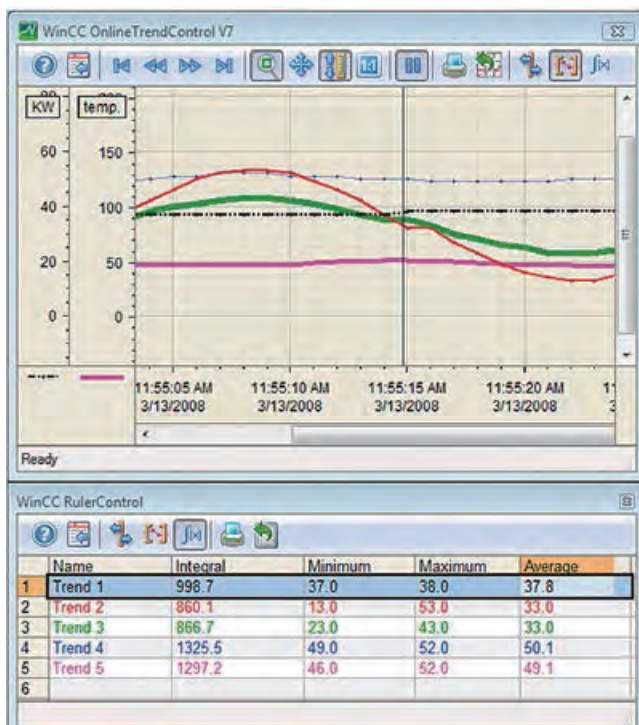 WinCC OnlineTrendControl V7
KW temp.
60 150
40 100
20 50
0 0
11:55:05 AM 11:55:10 AM 11:55:15 AM 11:55:20 AM
3/13/2008 3/13/2008 3/13/2008 3/13/2008
Ready
WinCC RulerControl
Name Integral Minimum Maximum Average
1 Trend 1 998.7 37.0 38.0 37.8
2 Trend 2 860.1 13.0 53.0 33.0
3 Trend 3 866.7 23.0 43.0 33.0
4 Trend 4 1325.5 49.0 52.0 50.1
5 Trend 5 1297.2 46.0 52.0 49.1
6